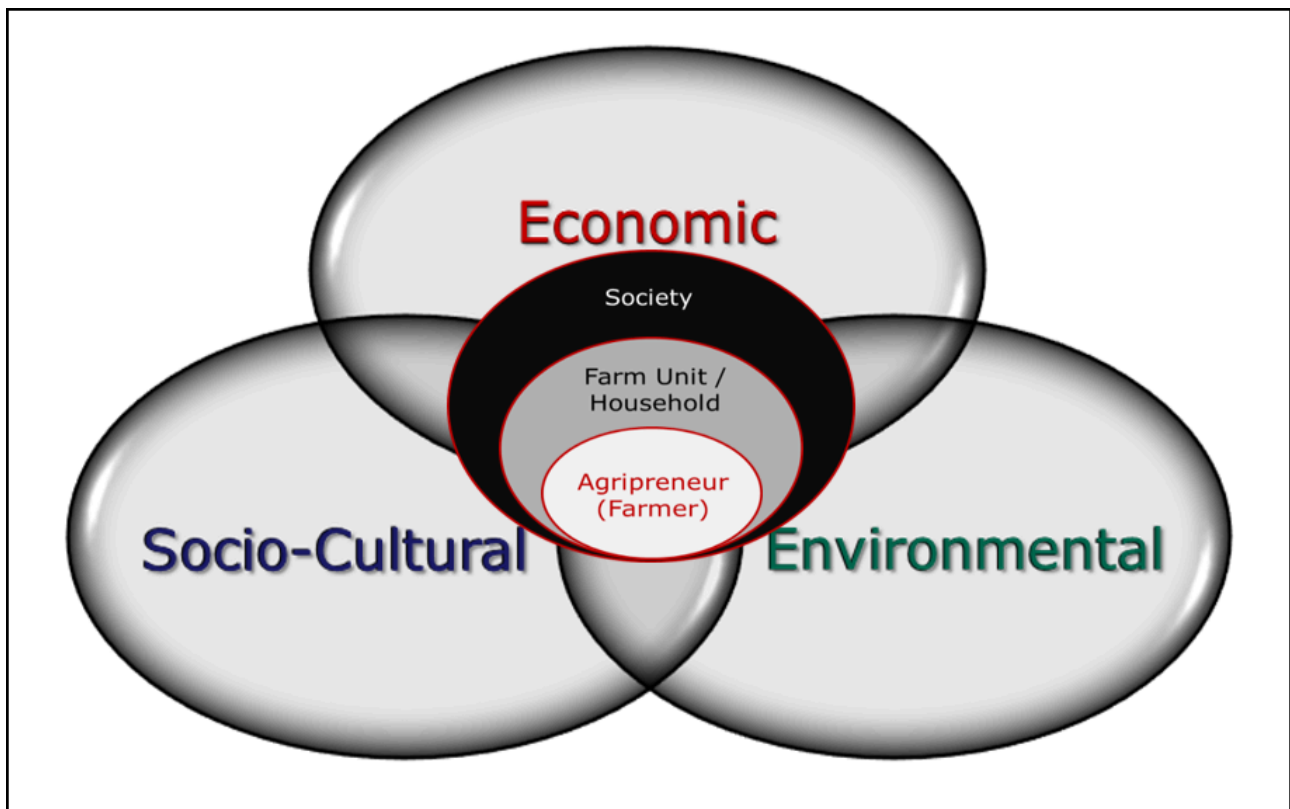 Economic
Society
Farm Unit /
Household
Agripreneur
(Farmer)
Socio-Cultural
Environmental